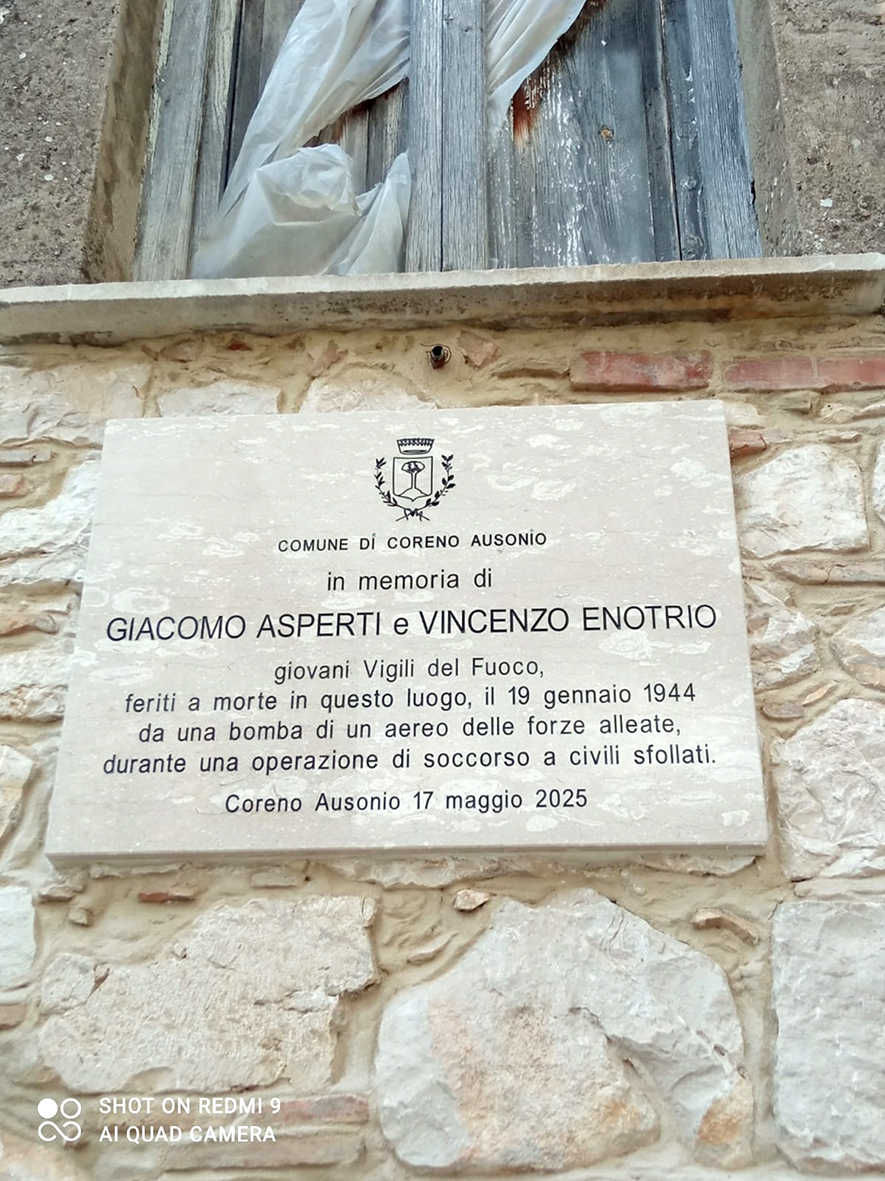 COMUNE DI CORENO AUSONIO
in memoria di
GIACOMO ASPERTI e VINCENZO ENOTRIO
giovani Vigili del Fuoco,
feriti a morte in questo luogo, il 19 gennaio 1944
da una bomba di un aereo delle forze alleate,
durante una operazione di soccorso a civili sfollati.
Coreno Ausonio 17 maggio 2025
SHOT ON REDMI 9
AI QUAD CAMERA